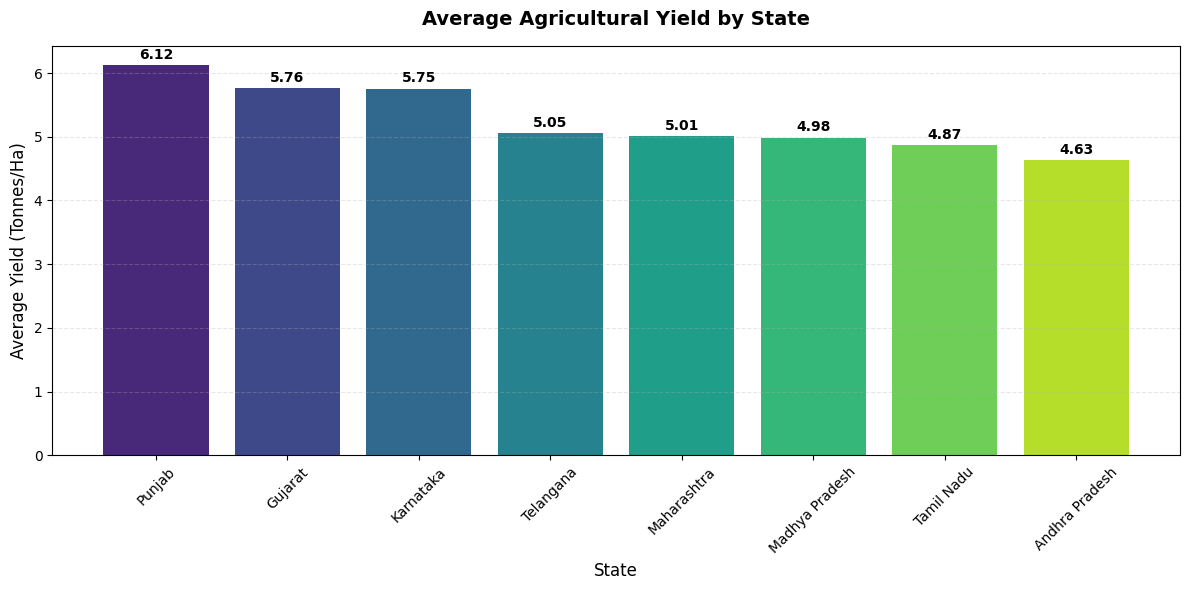 Average Agricultural Yield by State
Average Yield (Tonnes/Ha)
6
5
4
3
2
1
0
6.12
5.76
5.75
5.05
5.01
4.98
4.87
4.63
Punjab
Gujarat
Karnataka
Telangana
Maharashtra
Madhya Pradesh
Tamil Nadu
Andhra Pradesh
State